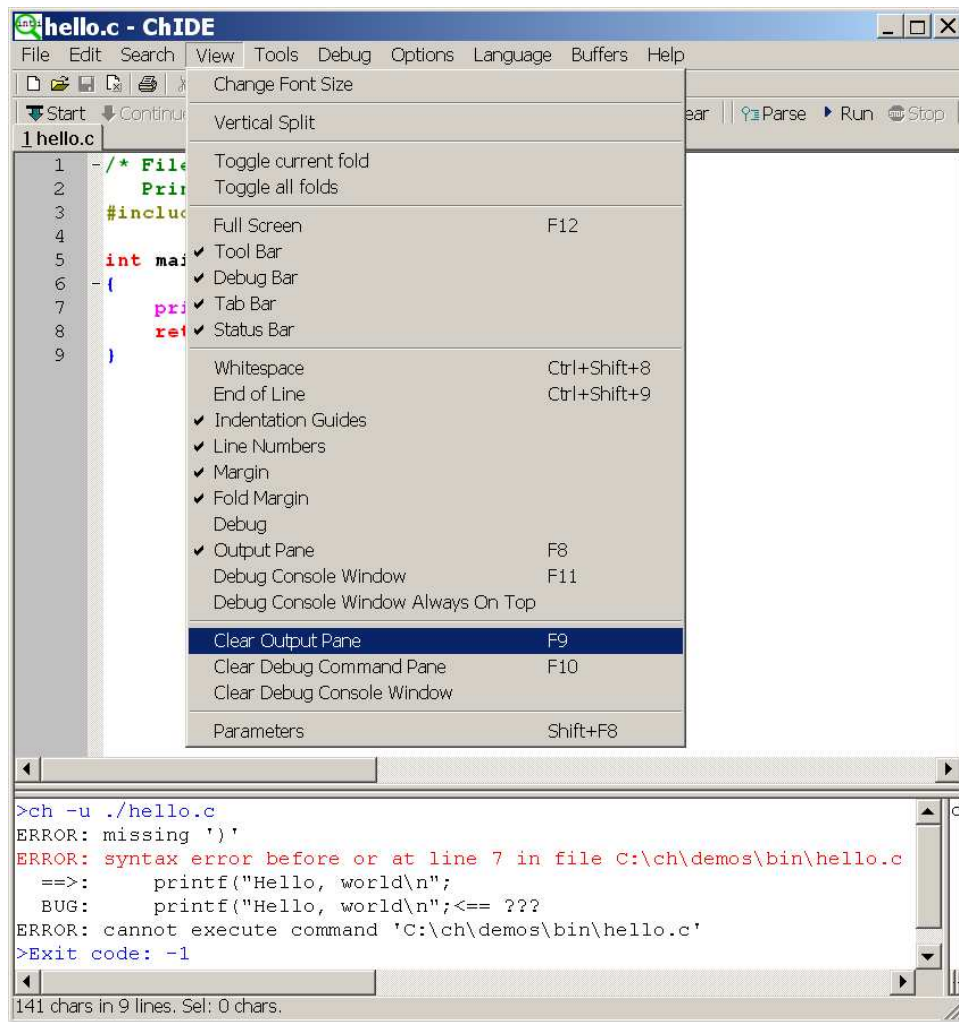 hello.c - ChIDE
File Edit Search View Tools Debug Options Language Buffers Help
Start Continu ear Parse Run Stop
1 hello.c
Change Font Size
Vertical Split
Toggle current fold
Toggle all folds
Full Screen F12
Tool Bar
Debug Bar
Tab Bar
Status Bar
Whitespace Ctrl+Shift+8
End of Line Ctrl+Shift+9
Indentation Guides
Line Numbers
Margin
Fold Margin
Debug
Output Pane F8
Debug Console Window F11
Debug Console Window Always On Top
Clear Output Pane F9
Clear Debug Command Pane F10
Clear Debug Console Window
Parameters Shift+F8
1 /* File
2 Prin
3 #includ
4
5 int mai
6 {
7 pri
8 ret
9 }
>ch -u ./hello.c
ERROR: missing ')'
ERROR: syntax error before or at line 7 in file C:\ch\demos\bin\hello.c
==>: printf("Hello, world\n";
BUG: printf("Hello, world\n";<== ???
ERROR: cannot execute command 'C:\ch\demos\bin\hello.c'
>Exit code: -1
141 chars in 9 lines. Sel: 0 chars.